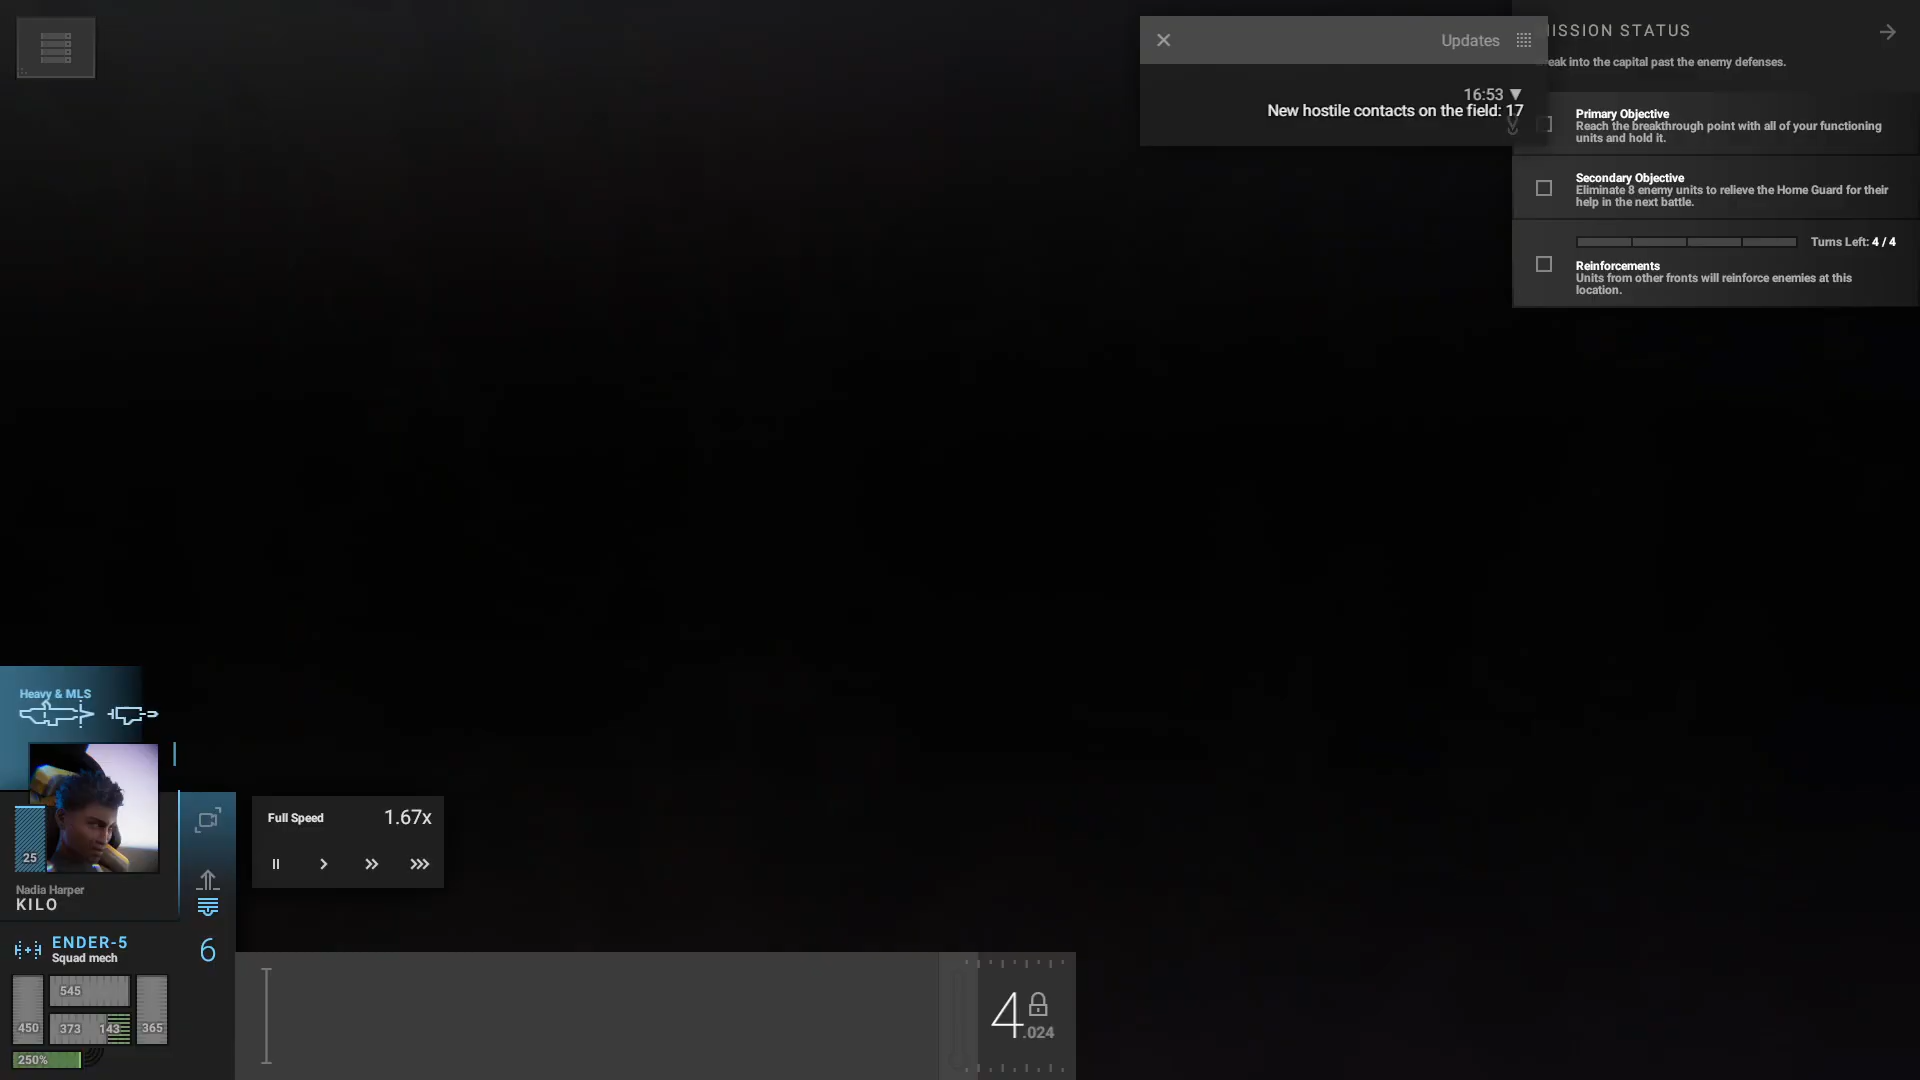 Updates
16:53
New hostile contacts on the field: 17
ISSION STATUS
eak into the capital past the enemy defenses.
Primary Objective
Reach the breakthrough point with all of your functioning
units and hold it.
Secondary Objective
Eliminate 8 enemy units to relieve the Home Guard for their
help in the next battle.
Turns Left: 4 / 4
Reinforcements
Units from other fronts will reinforce enemies at this
location.
Heavy & MLS
25
Nadia Harper
KILO
ENDER-5
Squad mech
6
545
450
373
143
365
250%
Full Speed
1.67x
4.024